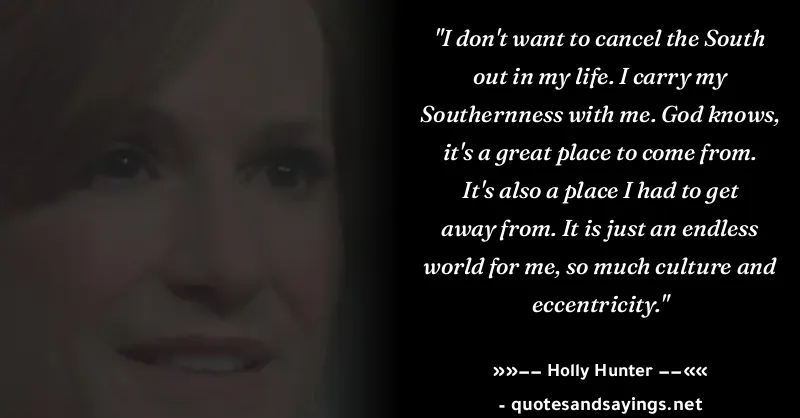 "I don't want to cancel the South
out in my life. I carry my
Southernness with me. God knows,
it's a great place to come from.
It's also a place I had to get
away from. It is just an endless
world for me, so much culture and
eccentricity."
»»−− Holly Hunter −−««
- quotesandsayings.net